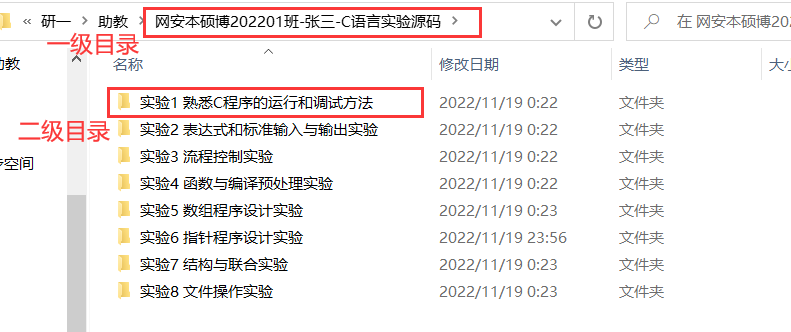 « 研一 › 助教 › 网安本硕博202201班-张三-C语言实验源码 ›
在 网安本硕博202
一级目录
助教
名称 修改日期 类型 大小
实验1 熟悉C程序的运行和调试方法 2022/11/19 0:22 文件夹
二级目录
实验2 表达式和标准输入与输出实验 2022/11/19 0:22 文件夹
实验3 流程控制实验 2022/11/19 0:22 文件夹
空间
实验4 函数与编译预处理实验 2022/11/19 0:22 文件夹
实验5 数组程序设计实验 2022/11/19 0:23 文件夹
实验6 指针程序设计实验 2022/11/19 23:56 文件夹
实验7 结构与联合实验 2022/11/19 0:23 文件夹
实验8 文件操作实验 2022/11/19 0:23 文件夹